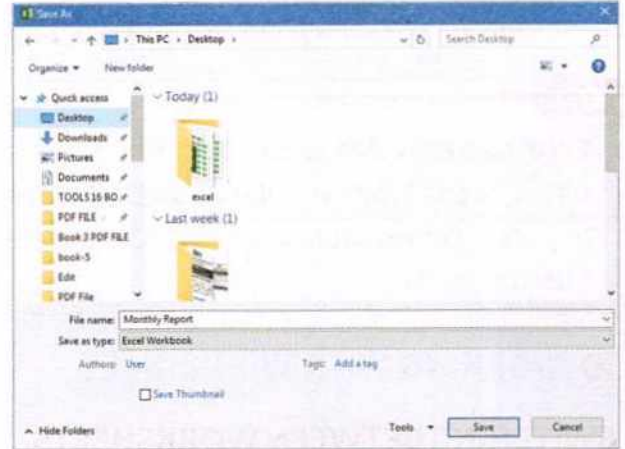 Save As
This PC › Desktop ›
Search Desktop
Organize
New folder
Quick access
Desktop
Downloads
Pictures
Documents
TOOLS 16 BO
PDF FILE
Book 3 PDF FILE
book-5
Edit
PDF File
Today (1)
excel
Last week (1)
File name: Monthly Report
Save as type: Excel Workbook
Authors: User
Tags: Add a tag
Save Thumbnail
Hide Folders
Tools
Save
Cancel